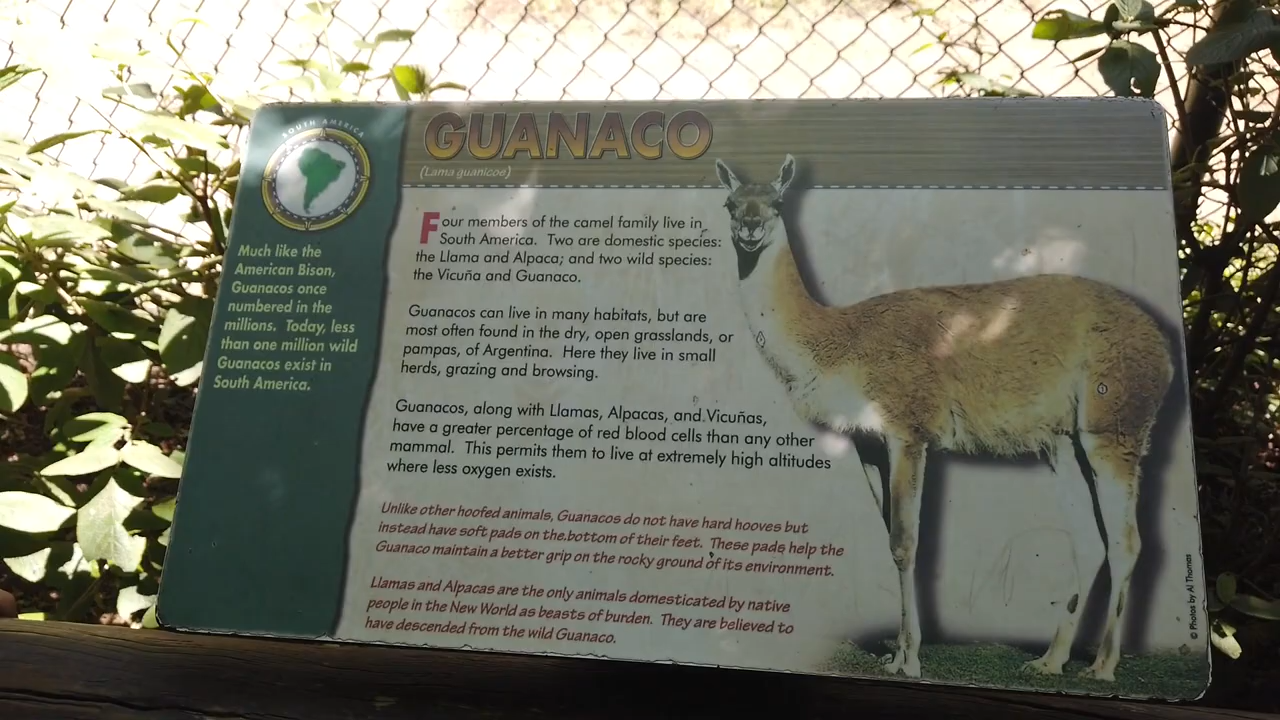 SOUTH AMERICA
Much like the
American Bison,
Guanacos once
numbered in the
millions. Today, less
than one million wild
Guanacos exist in
South America.
GUANACO
(Lama guanicoe)
Four members of the camel family live in
South America. Two are domestic species:
the Llama and Alpaca; and two wild species:
the Vicuña and Guanaco.
Guanacos can live in many habitats, but are
most often found in the dry, open grasslands, or
pampas, of Argentina. Here they live in small
herds, grazing and browsing.
Guanacos, along with Llamas, Alpacas, and Vicuñas,
have a greater percentage of red blood cells than any other
mammal. This permits them to live at extremely high altitudes
where less oxygen exists.
Unlike other hoofed animals, Guanacos do not have hard hooves but
instead have soft pads on the bottom of their feet. These pads help the
Guanaco maintain a better grip on the rocky ground of its environment.
Llamas and Alpacas are the only animals domesticated by native
people in the New World as beasts of burden. They are believed to
have descended from the wild Guanaco.
© Photos by Al Thomas